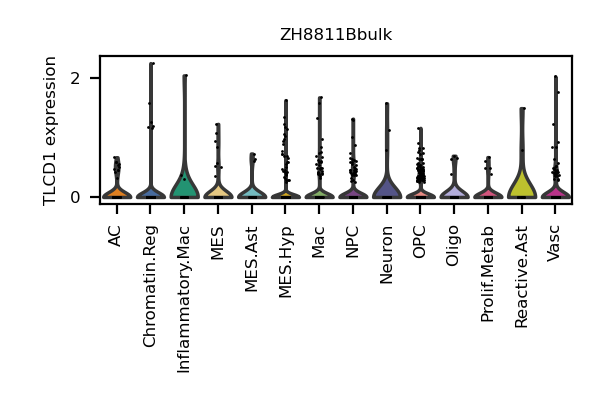 ZH8811Bbulk
TLCD1 expression
2
0
AC
Chromatin.Reg
Inflammatory.Mac
MES
MES.Ast
MES.Hyp
Mac
NPC
Neuron
OPC
Oligo
Prolif.Metab
Reactive.Ast
Vasc